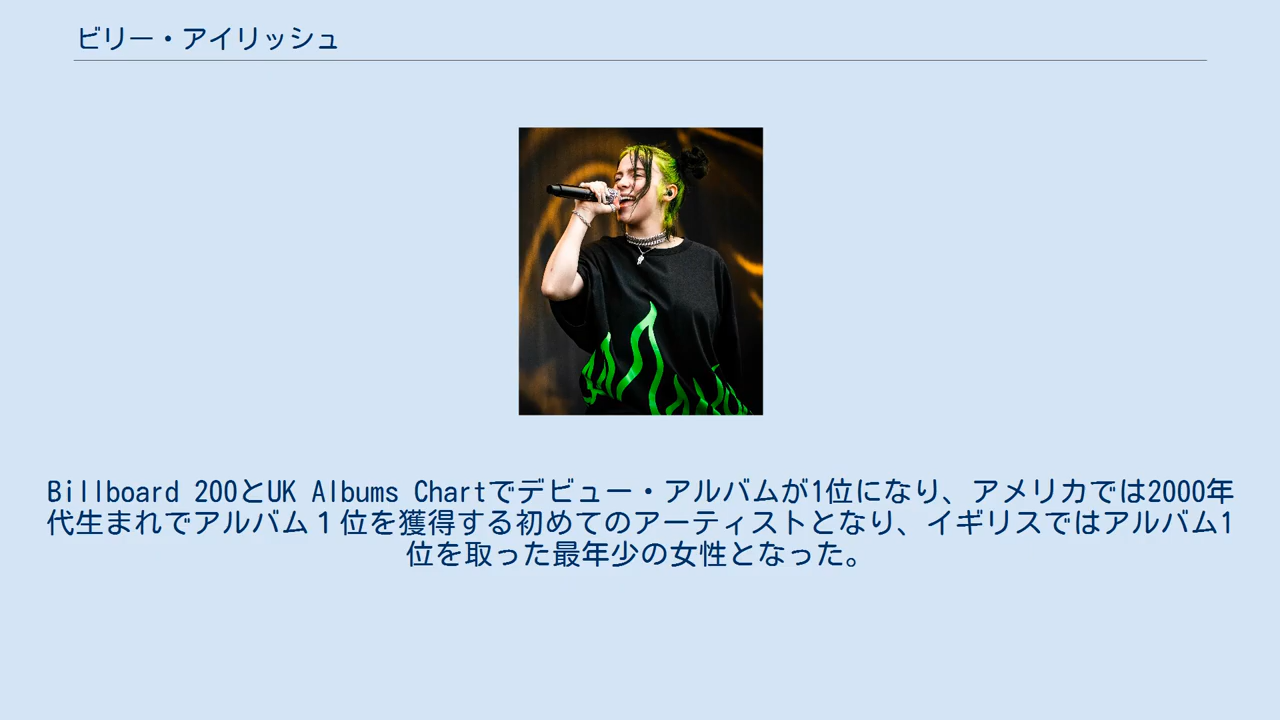 ビリー・アイリッシュ
Billboard 200とUK Albums Chartでデビュー・アルバムが1位になり、アメリカでは2000年
代生まれでアルバム１位を獲得する初めてのアーティストとなり、イギリスではアルバム1
位を取った最年少の女性となった。